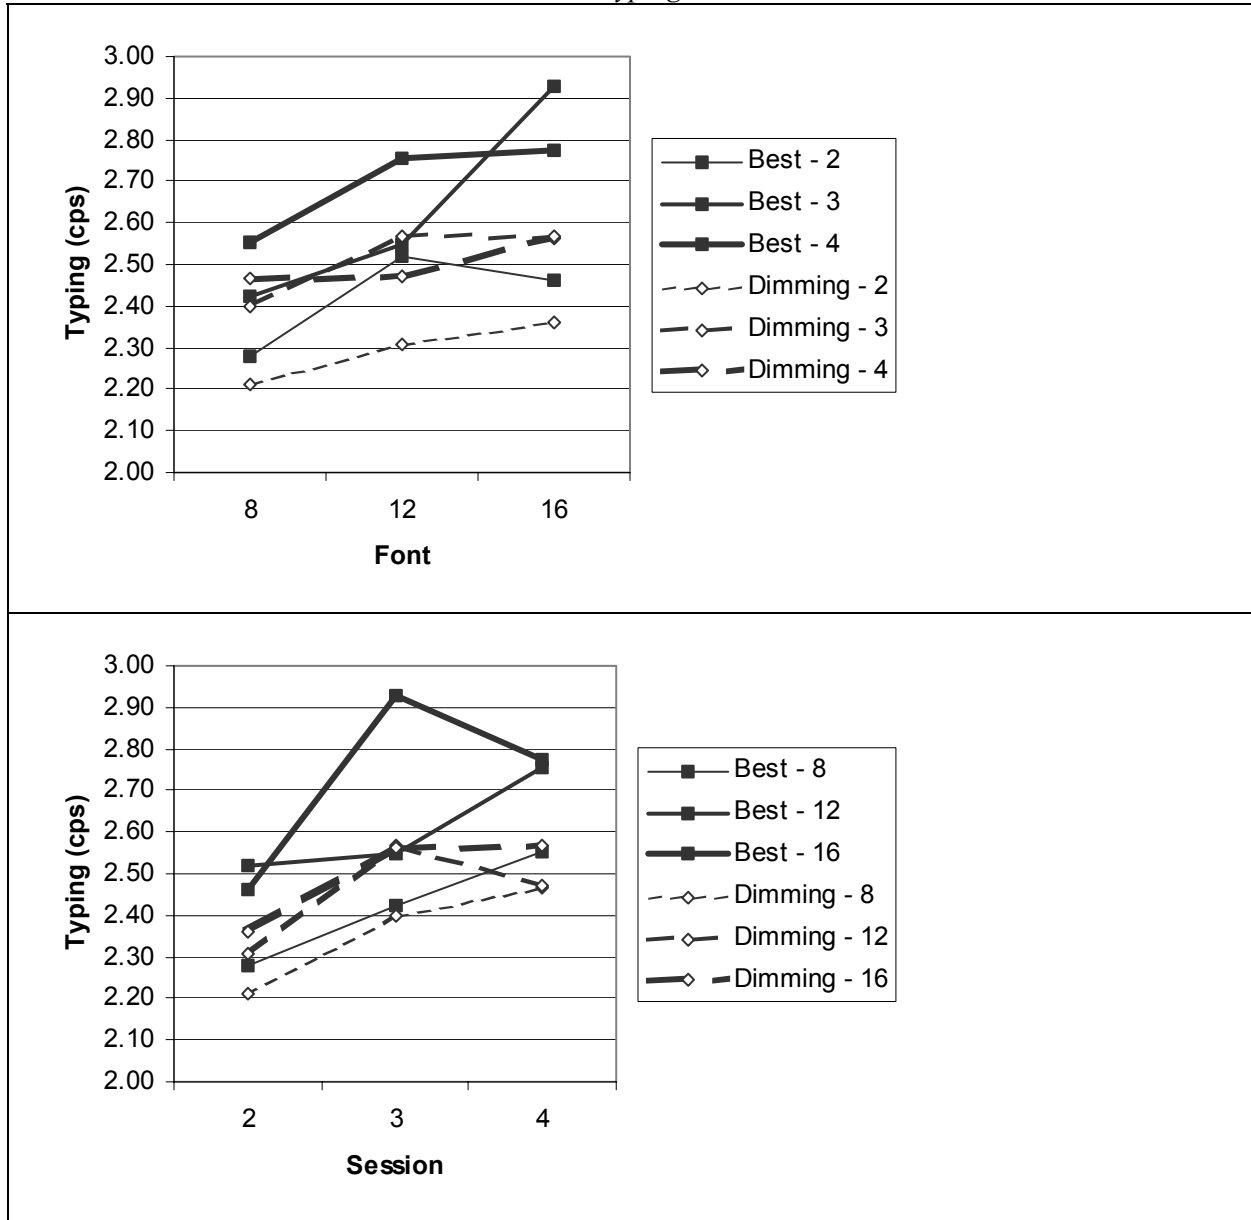 3.00
2.90
2.80
2.70
2.60
2.50
2.40
2.30
2.20
2.10
2.00
Typing (cps)
8 12 16
Font
Best - 2
Best - 3
Best - 4
Dimming - 2
Dimming - 3
Dimming - 4
3.00
2.90
2.80
2.70
2.60
2.50
2.40
2.30
2.20
2.10
2.00
Typing (cps)
2 3 4
Session
Best - 8
Best - 12
Best - 16
Dimming - 8
Dimming - 12
Dimming - 16